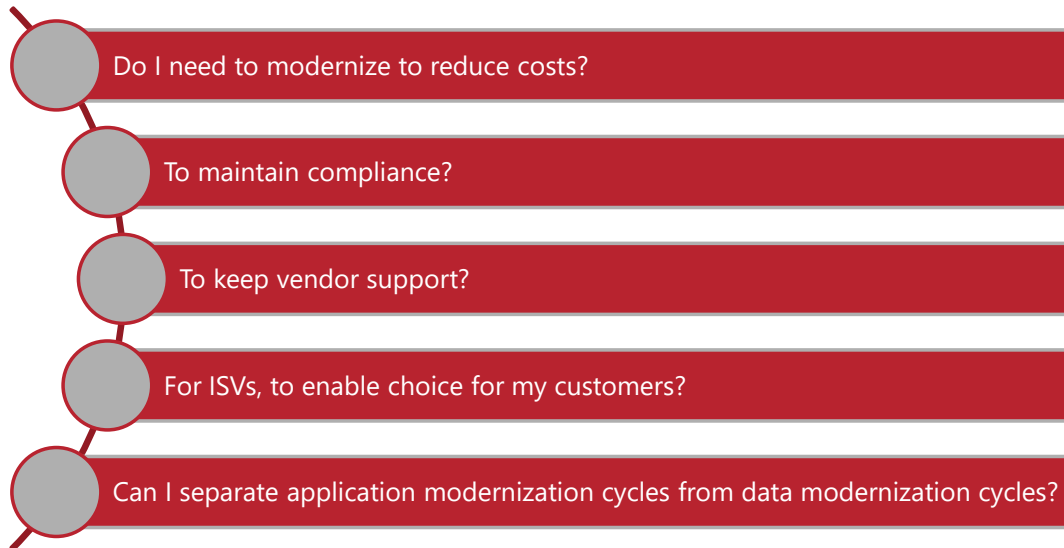 Do I need to modernize to reduce costs?
To maintain compliance?
To keep vendor support?
For ISVs, to enable choice for my customers?
Can I separate application modernization cycles from data modernization cycles?